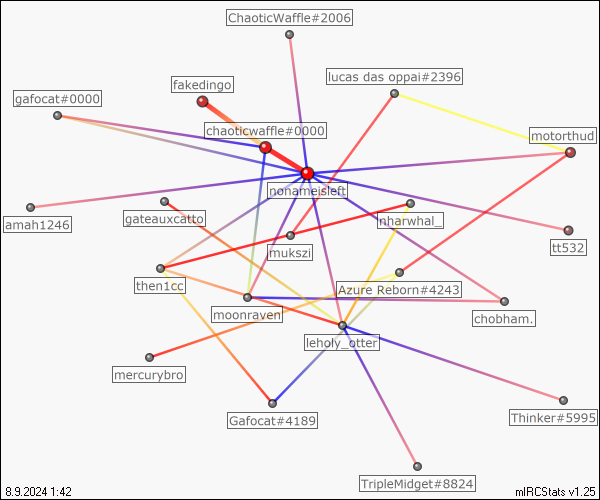 ChaoticWaffle#2006
fakedingo
lucas das oppai#2396
gafocat#0000
chaoticwaffle#0000
motorthud
nonameisleft
amah1246
gateauxcatto
nharwhal_
mukszi
tt532
then1cc
Azure Reborn#4243
moonraven
chobham.
leholy_otter
mercurybro
Gafocat#4189
Thinker#5995
TripleMidget#8824
8.9.2024 1:42
mIRCStats v1.25